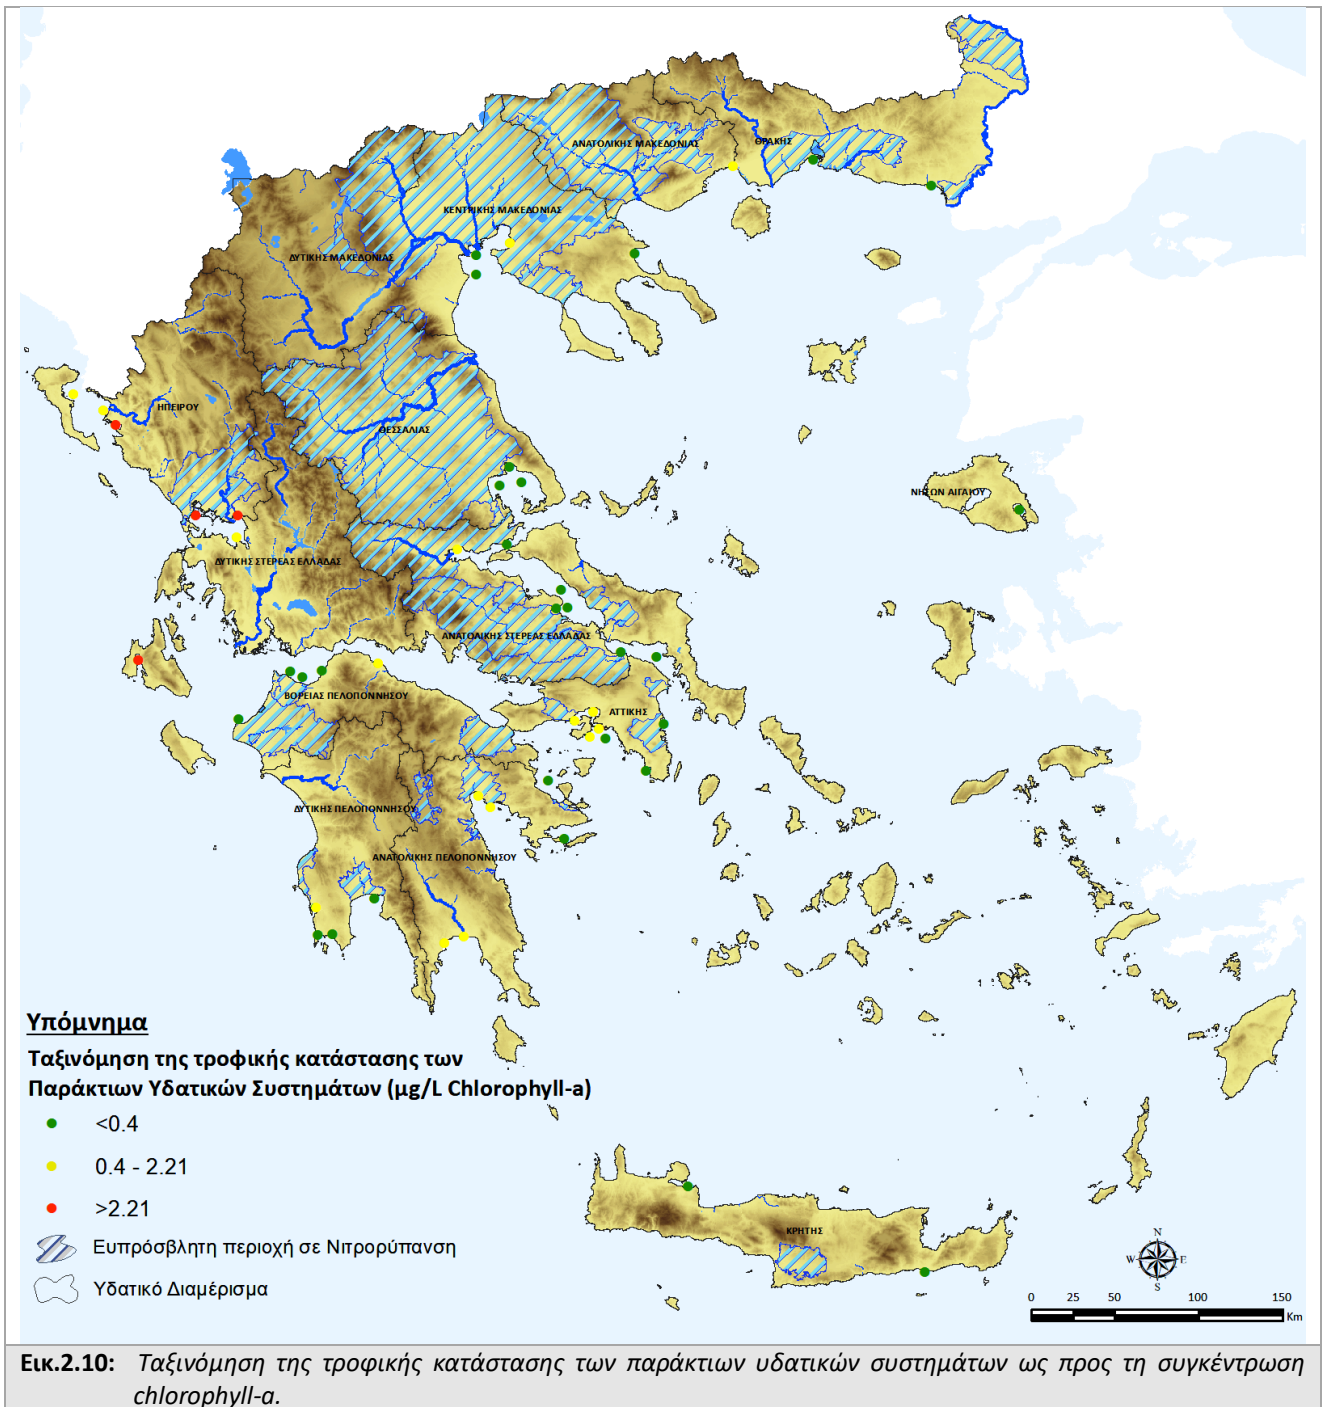 ΑΝΑΤΟΛΙΚΗΣ ΜΑΚΕΔΟΝΙΑΣ
ΘΡΑΚΗΣ
ΚΕΝΤΡΙΚΗΣ ΜΑΚΕΔΟΝΙΑΣ
ΔΥΤΙΚΗΣ ΜΑΚΕΔΟΝΙΑΣ
ΗΠΕΙΡΟΥ
ΘΕΣΣΑΛΙΑΣ
ΝΗΣΩΝ ΑΙΓΑΙΟΥ
ΔΥΤΙΚΗΣ ΣΤΕΡΕΑΣ ΕΛΛΑΔΑΣ
ΑΝΑΤΟΛΙΚΗΣ ΣΤΕΡΕΑΣ ΕΛΛΑΔΑΣ
ΒΟΡΕΙΑΣ ΠΕΛΟΠΟΝΝΗΣΟΥ
ΑΤΤΙΚΗΣ
ΔΥΤΙΚΗΣ ΠΕΛΟΠΟΝΝΗΣΟΥ
ΑΝΑΤΟΛΙΚΗΣ ΠΕΛΟΠΟΝΝΗΣΟΥ
Υπόμνημα
Ταξινόμηση της τροφικής κατάστασης των
Παράκτιων Υδατικών Συστημάτων (μg/L Chlorophyll-a)
<0.4
0.4 - 2.21
>2.21
Ευπρόσβλητη περιοχή σε Νιτρορύπανση
Υδατικό Διαμέρισμα
ΚΡΗΤΗΣ
N
W E
S
0 25 50 100 150
Km
Εικ.2.10: Ταξινόμηση της τροφικής κατάστασης των παράκτιων υδατικών συστημάτων ως προς τη συγκέντρωση
chlorophyll-a.